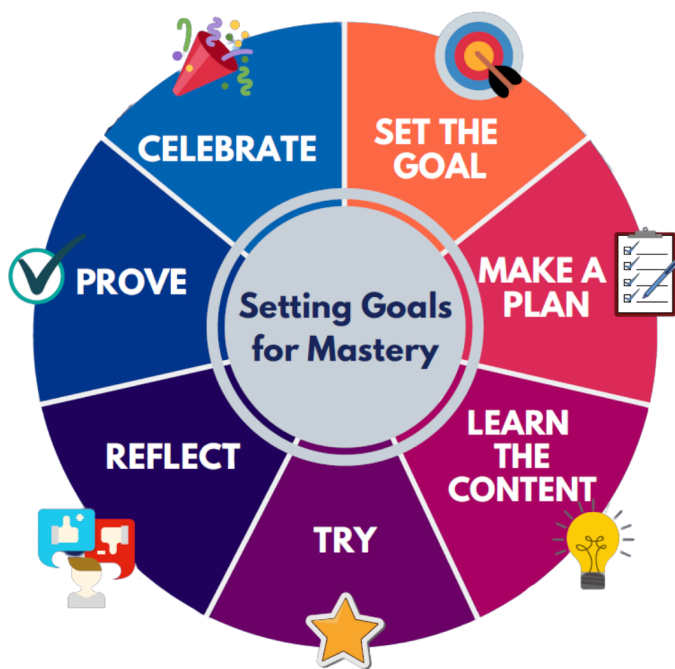 Setting Goals
for Mastery
SET THE
GOAL
MAKE A
PLAN
LEARN
THE
CONTENT
TRY
REFLECT
PROVE
CELEBRATE